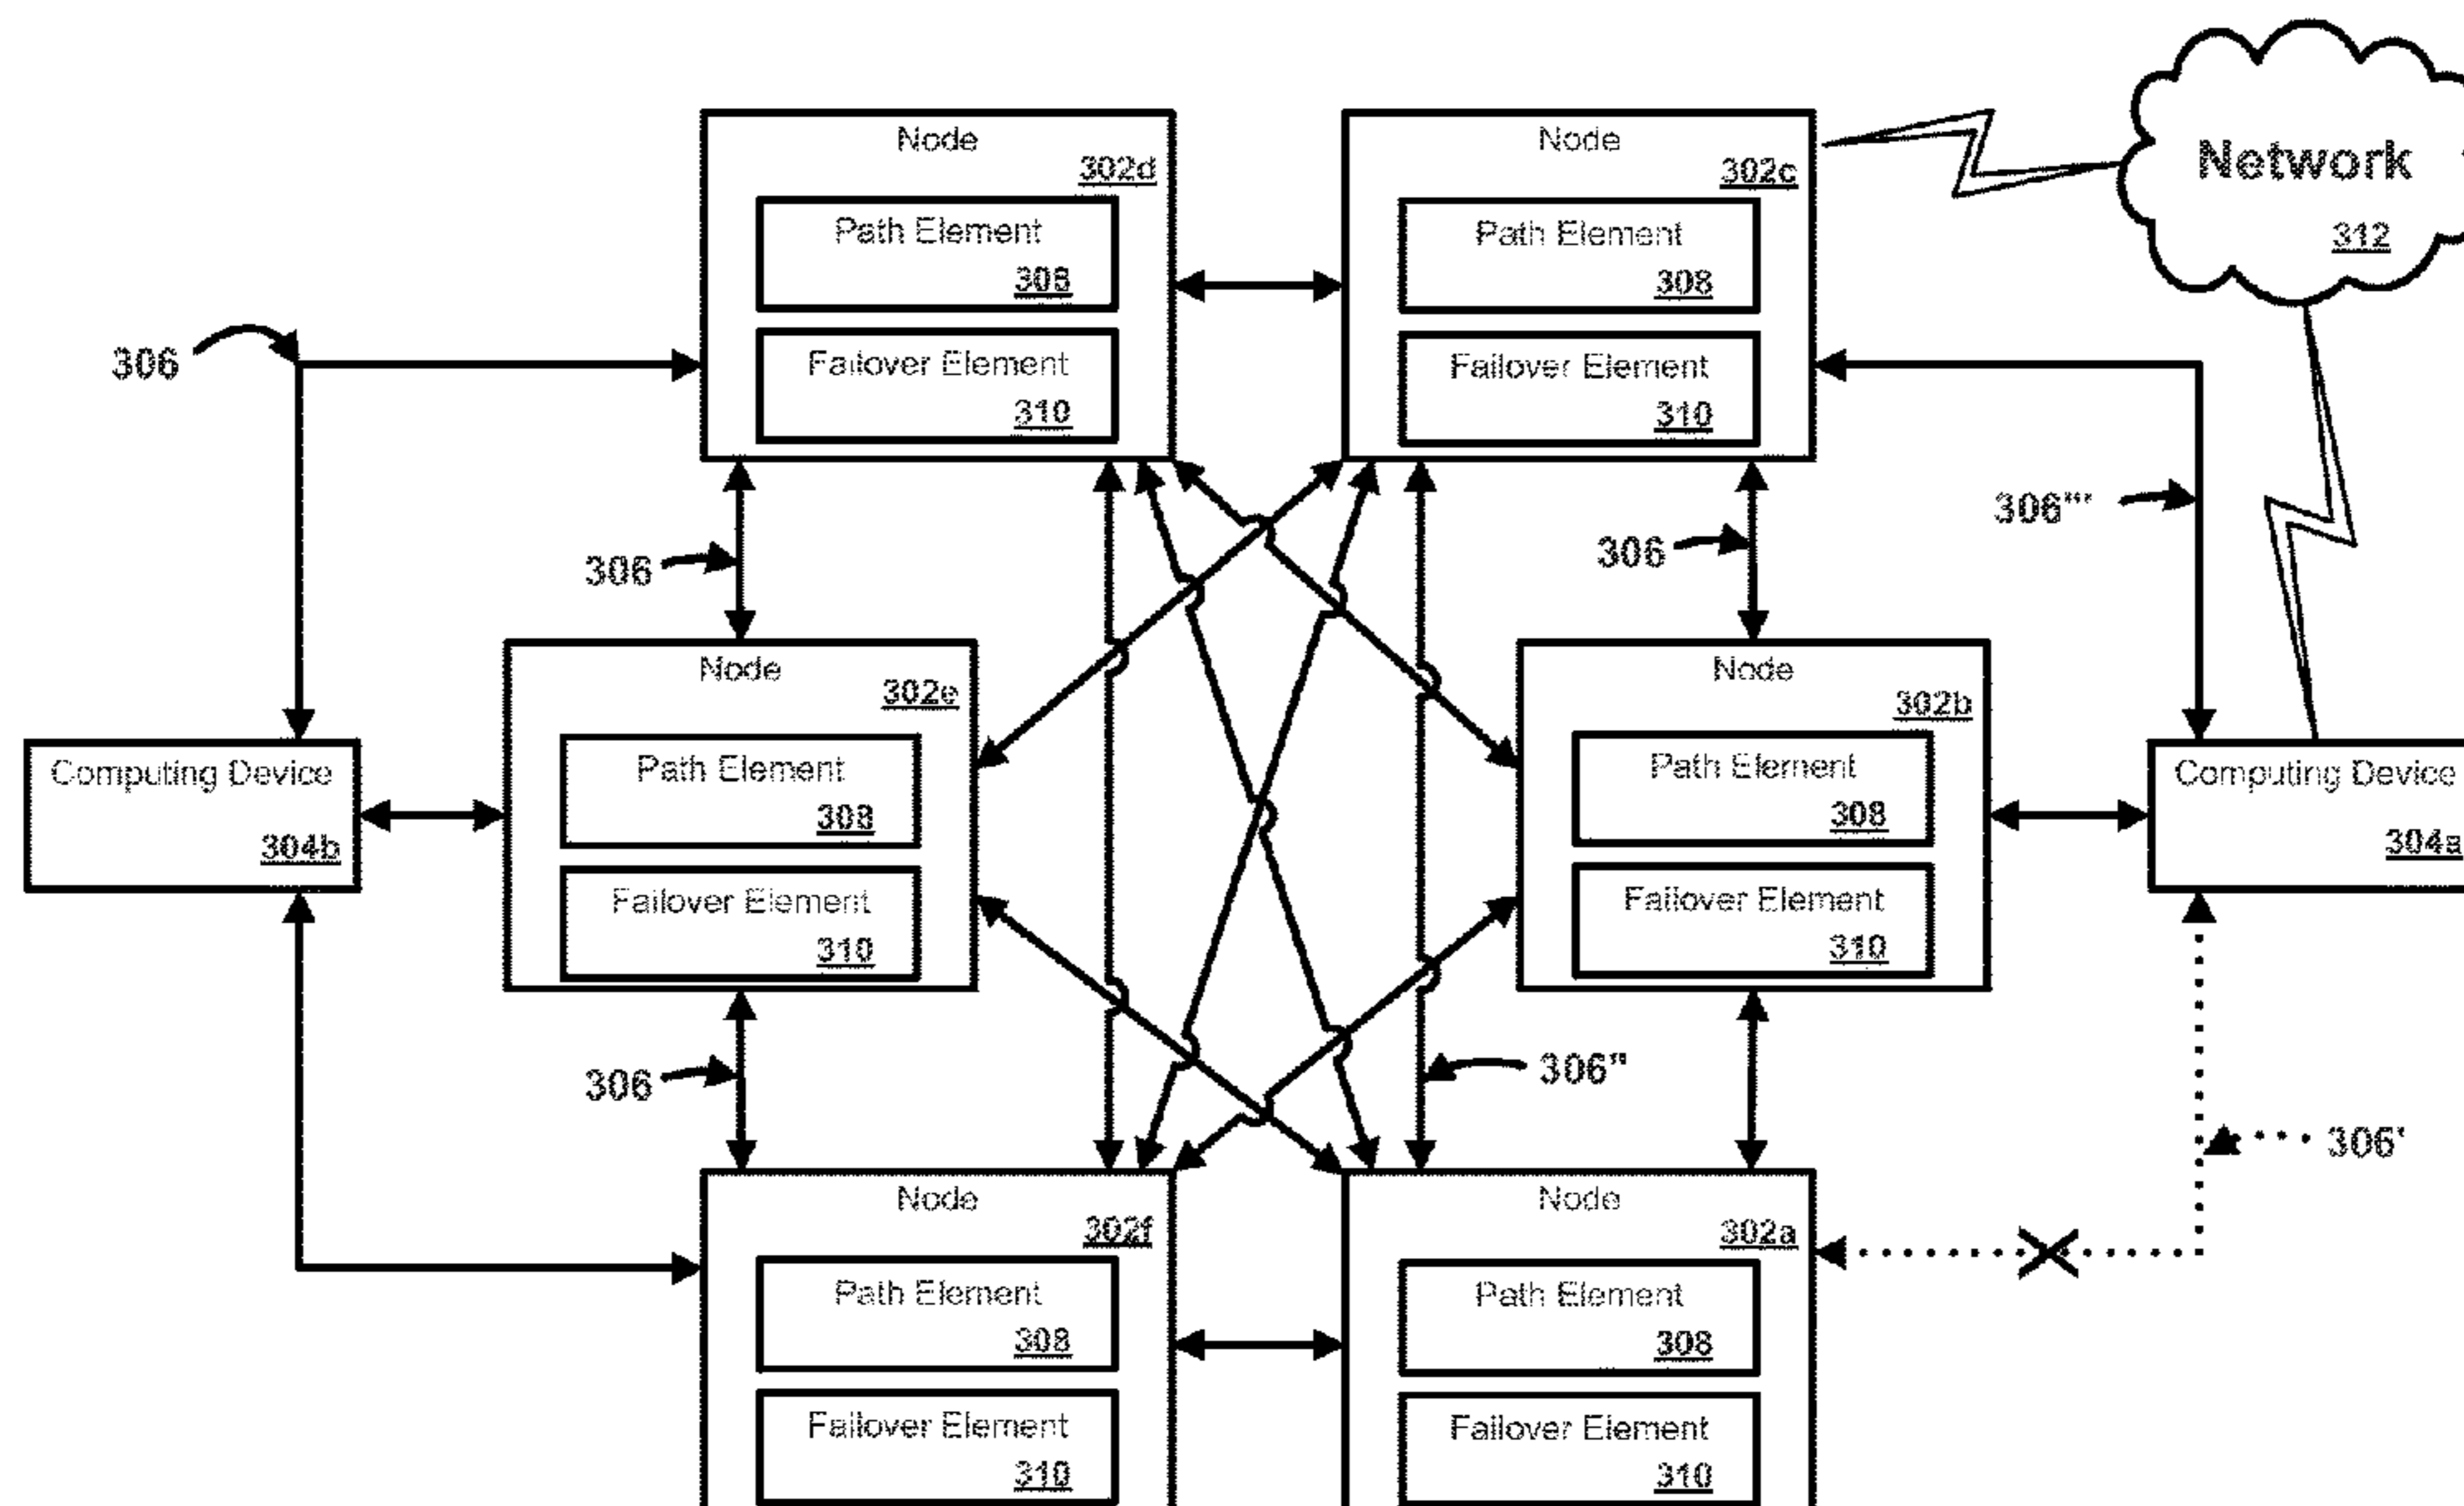 Network
312
Node
302d
Path Element
308
Failover Element
310
Node
302c
Path Element
308
Failover Element
310
306
306
306
306'''
Node
302e
Path Element
308
Failover Element
310
Node
302b
Path Element
308
Failover Element
310
Computing Device
304b
Computing Device
304a
306
306''
306'
Node
302f
Path Element
308
Failover Element
310
Node
302a
Path Element
308
Failover Element
310